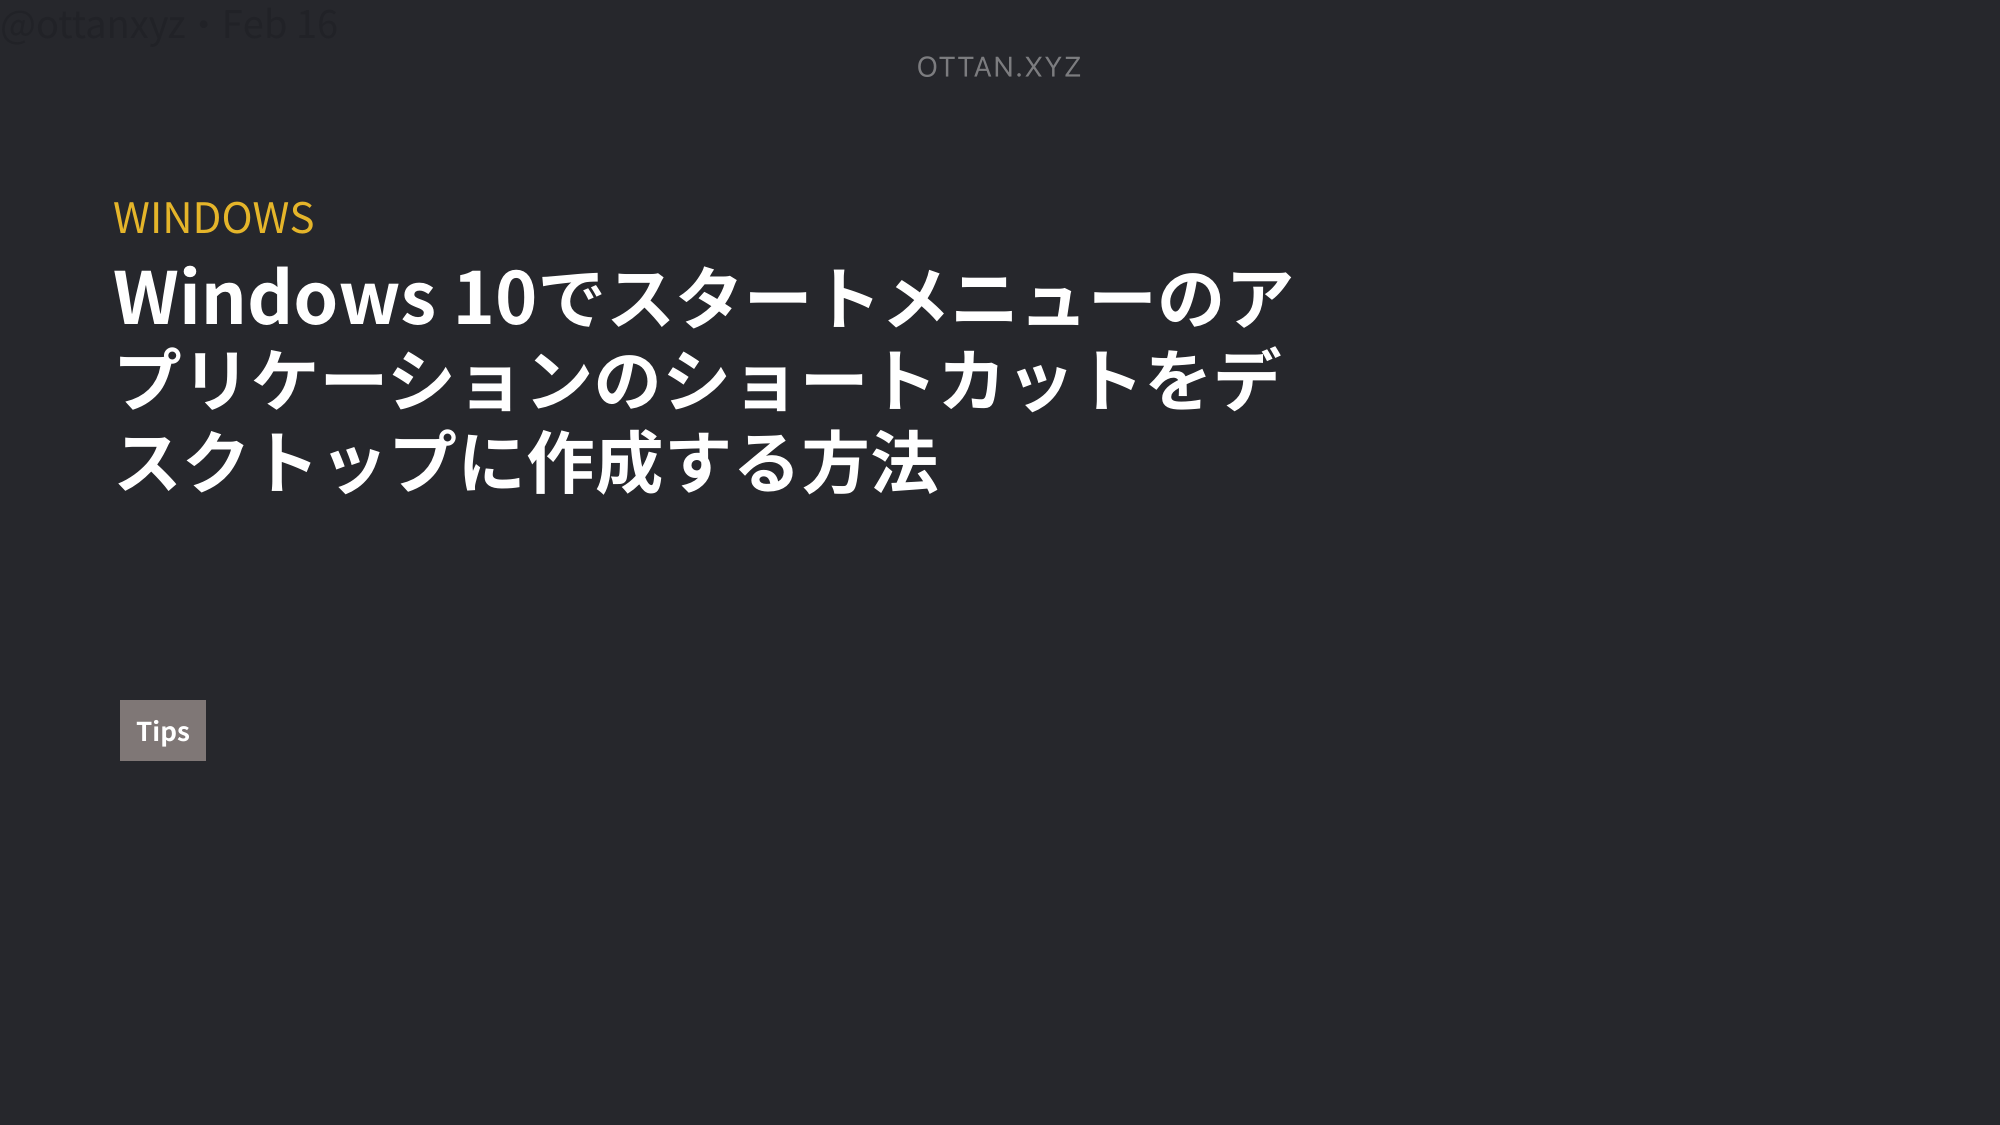 @ottanxyz・Feb 16
OTTAN.XYZ
WINDOWS
Windows 10でスタートメニューのア
プリケーションのショートカットをデ
スクトップに作成する方法
Tips